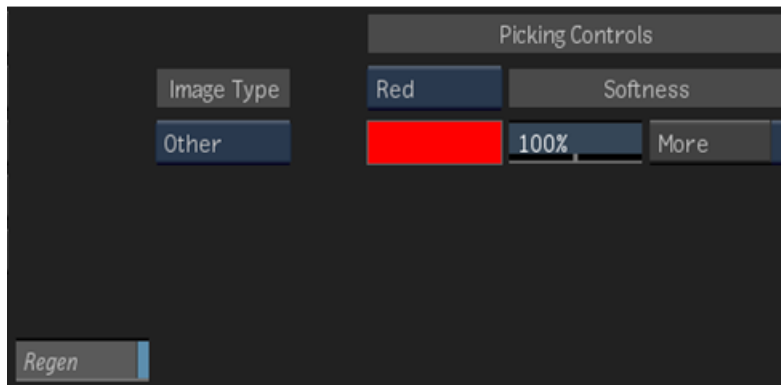 Picking Controls
Image Type Red Softness
Other 100% More
Regen